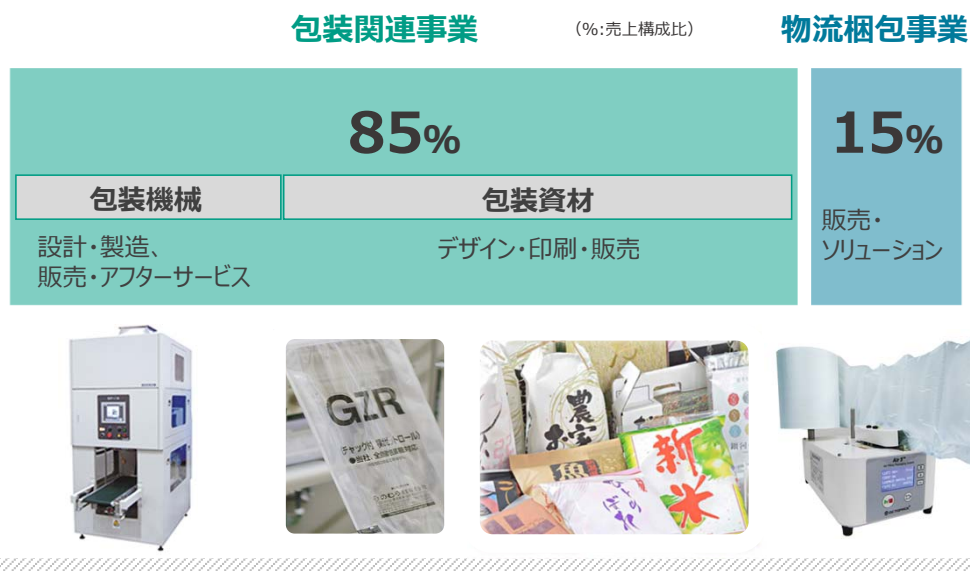 包装関連事業
(%:売上構成比)
物流梱包事業
85%
15%
包装機械
包装資材
設計・製造、
販売・アフターサービス
デザイン・印刷・販売
販売・
ソリューション
GZR
●当社
農家
魚
新
米